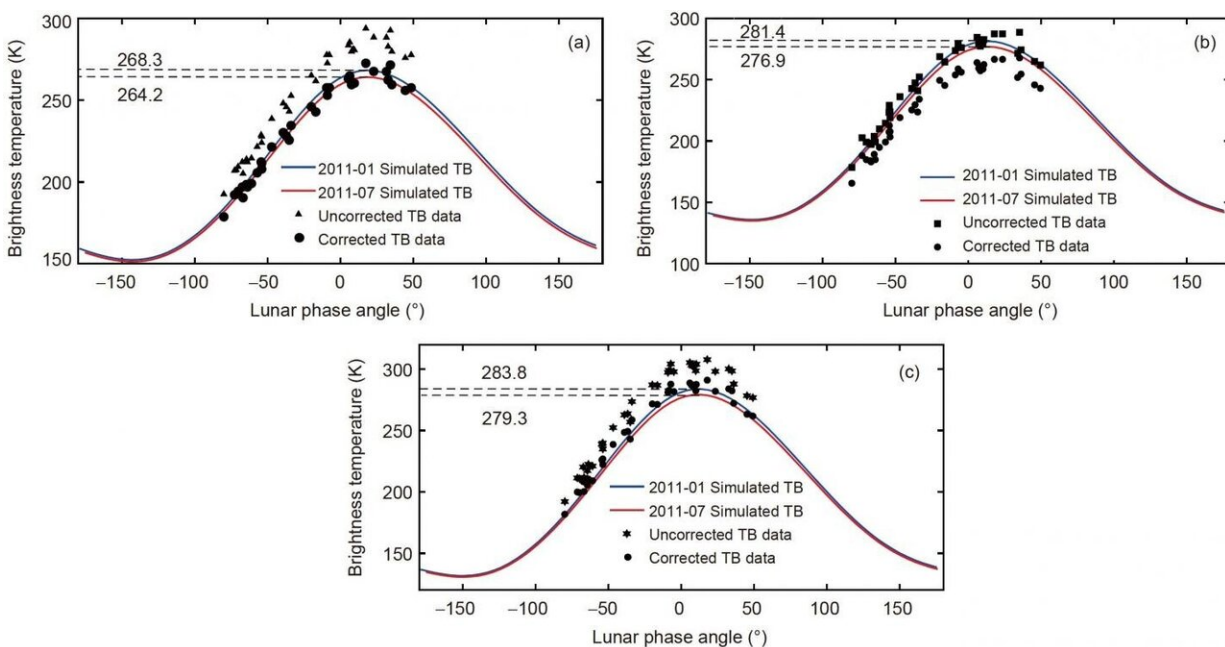 300
250
200
150
Brightness temperature (K)
268.3
264.2
(a)
2011-01 Simulated TB
2011-07 Simulated TB
Uncorrected TB data
Corrected TB data
−150 −100 −50 0 50 100 150
Lunar phase angle (°)
300
250
200
150
100
Brightness temperature (K)
281.4
276.9
(b)
2011-01 Simulated TB
2011-07 Simulated TB
Uncorrected TB data
Corrected TB data
−150 −100 −50 0 50 100 150
Lunar phase angle (°)
300
250
200
150
Brightness temperature (K)
283.8
279.3
(c)
2011-01 Simulated TB
2011-07 Simulated TB
Uncorrected TB data
Corrected TB data
−150 −100 −50 0 50 100 150
Lunar phase angle (°)